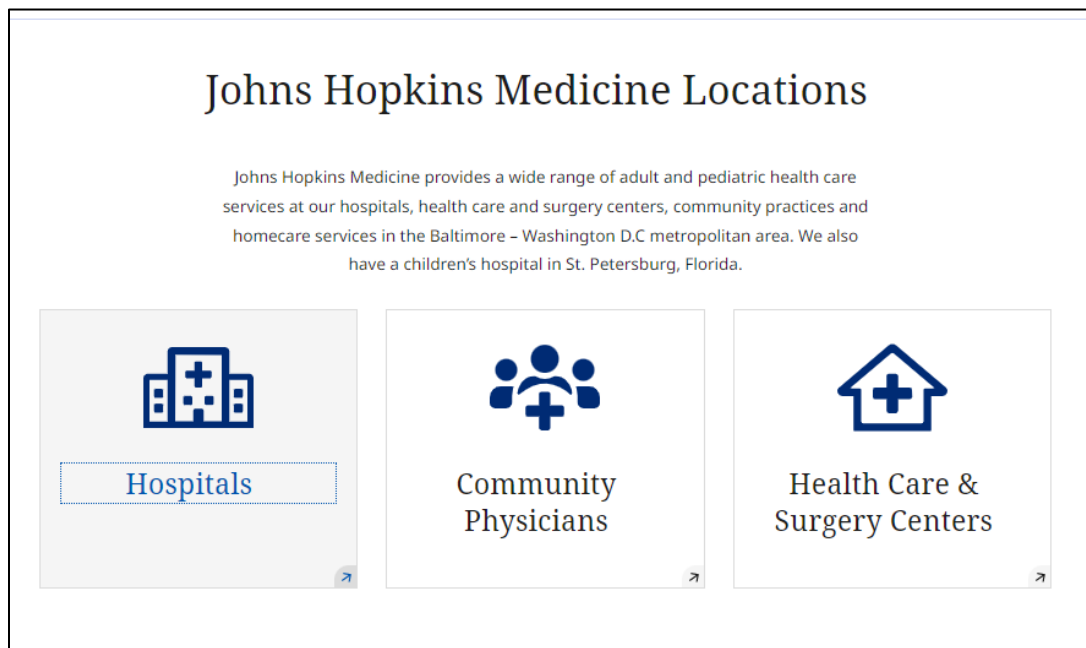 Johns Hopkins Medicine Locations
Johns Hopkins Medicine provides a wide range of adult and pediatric health care
services at our hospitals, health care and surgery centers, community practices and
homecare services in the Baltimore – Washington D.C metropolitan area. We also
have a children’s hospital in St. Petersburg, Florida.
Hospitals
Community
Physicians
Health Care &
Surgery Centers